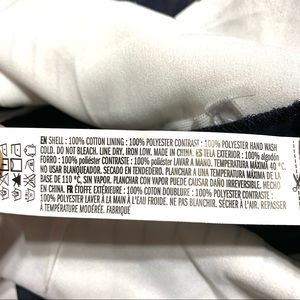 EN SHELL : 100% COTTON LINING : 100% POLYESTER CONTRAST : 100% POLYESTER HAND WASH
COLD. DO NOT BLEACH. LINE DRY. IRON LOW. MADE IN CHINA. ES TELA EXTERIOR : 100% algodón
FORRO : 100% poliéster CONTRASTE : 100% poliéster LAVAR A MANO. TEMPERATURA MÁXIMA 40 °C.
NO USAR BLANQUEADOR. SECADO EN TENDEDERO. PLANCHAR A UNA TEMPERATURA MÁXIMA DE LA
BASE DE 110 °C, SIN VAPOR. PLANCHAR CON VAPOR PUEDE CAUSAR DAÑO IRREVERSIBLE. HECHO
EN CHINA. FR ÉTOFFE EXTÉRIEURE : 100% COTON DOUBLURE : 100% POLYESTER CONTRASTE : 100%
POLYESTER LAVER À LA MAIN À L'EAU FROIDE. NE PAS BLANCHIR. SÉCHER À L'AIR. REPASSER
À TEMPÉRATURE MODÉRÉE. FABRIQUÉ